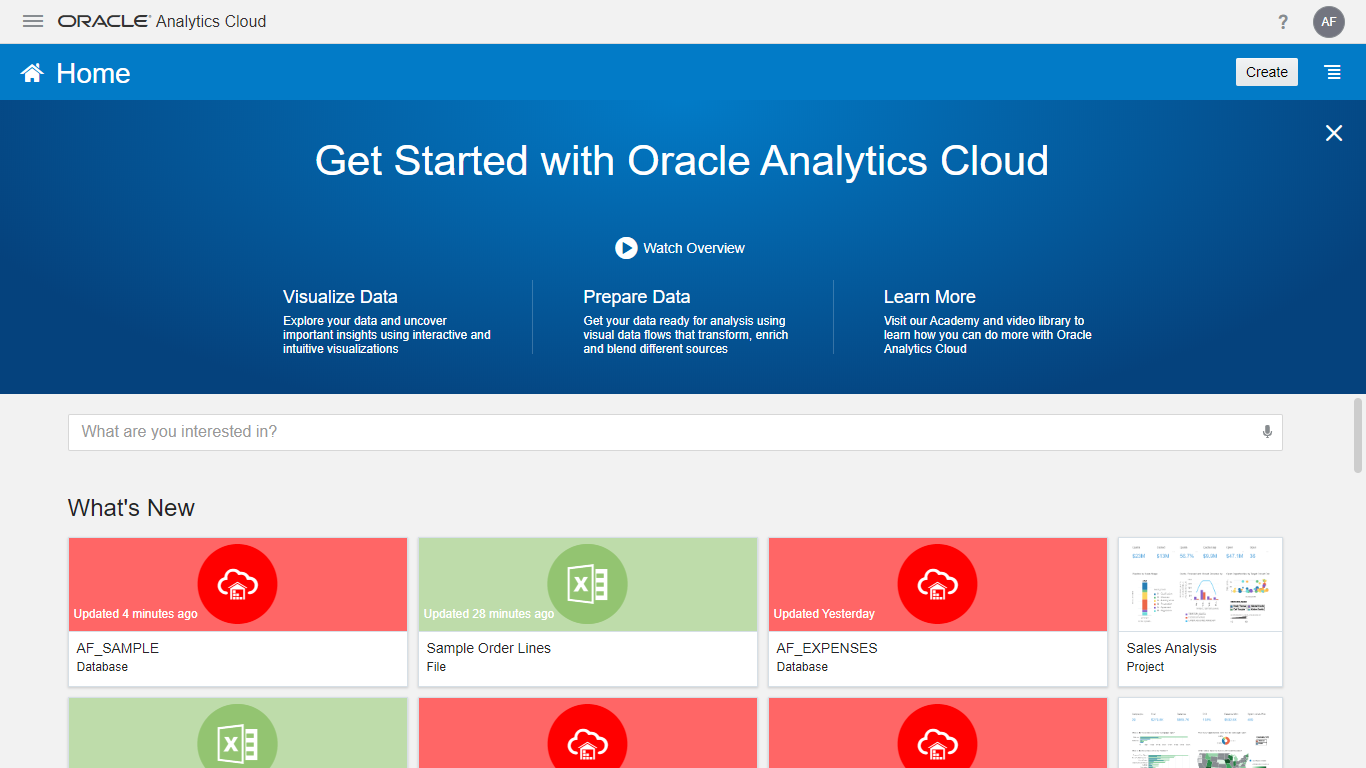 ORACLE® Analytics Cloud
?
AF
Home
Create
Get Started with Oracle Analytics Cloud
Watch Overview
Visualize Data
Explore your data and uncover
important insights using interactive and
intuitive visualizations
Prepare Data
Get your data ready for analysis using
visual data flows that transform, enrich
and blend different sources
Learn More
Visit our Academy and video library to
learn how you can do more with Oracle
Analytics Cloud
What are you interested in?
What's New
Updated 4 minutes ago
AF_SAMPLE
Database
X
Updated 28 minutes ago
Sample Order Lines
File
Updated Yesterday
AF_EXPENSES
Database
Sales Analysis
Project
X